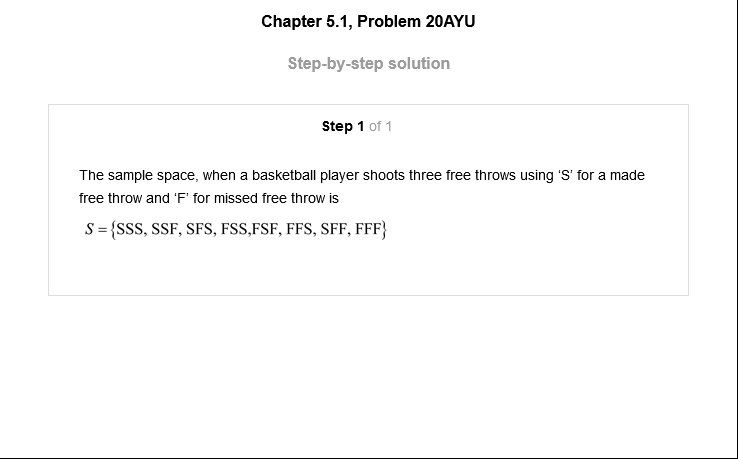 Chapter 5.1, Problem 20AYU
Step-by-step solution
Step 1 of 1
The sample space, when a basketball player shoots three free throws using ‘S’ for a made
free throw and ‘F’ for missed free throw is
S = {SSS, SSF, SFS, FSS,FSF, FFS, SFF, FFF}